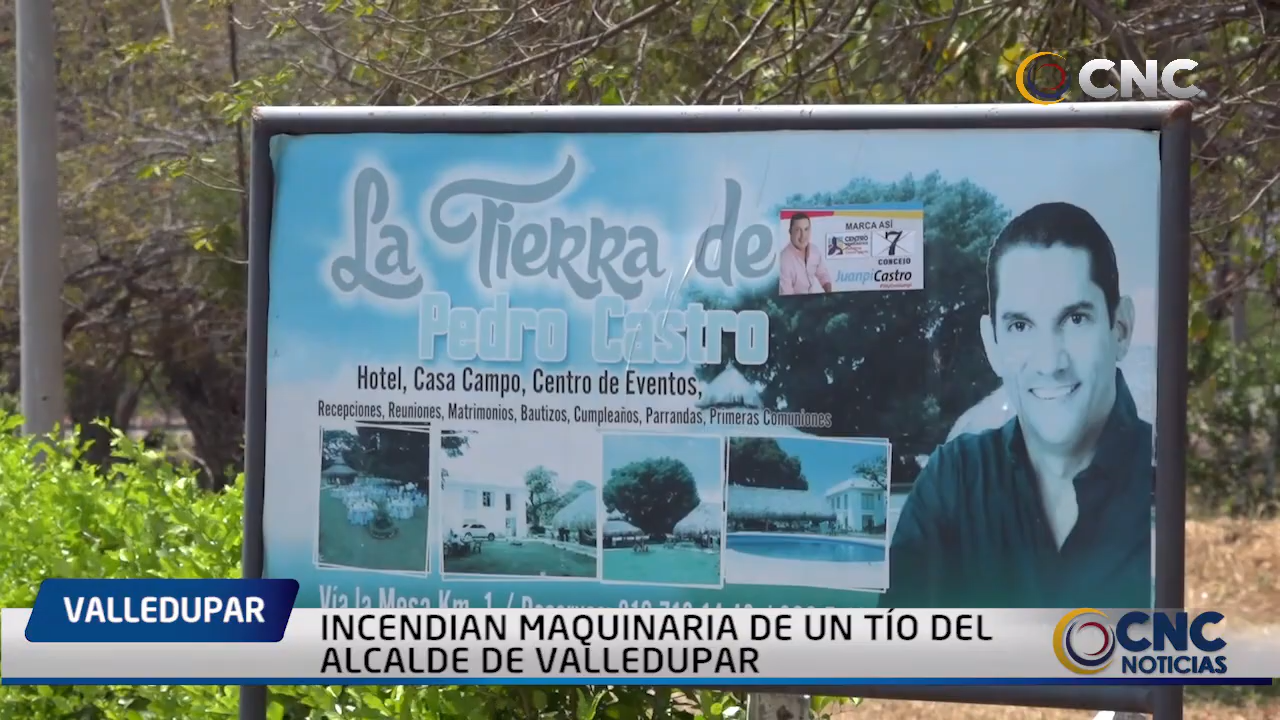 CNC
La Tierra de
Pedro Castro
MARCA ASÍ
CENTRO
7
CONCEJO
JuanpiCastro
Hotel, Casa Campo, Centro de Eventos,
Recepciones, Reuniones, Matrimonios, Bautizos, Cumpleaños, Parrandas, Primeras Comuniones
Vía la Mesa Km. 1 /
VALLEDUPAR
INCENDIAN MAQUINARIA DE UN TÍO DEL
ALCALDE DE VALLEDUPAR
CNC
NOTICIAS